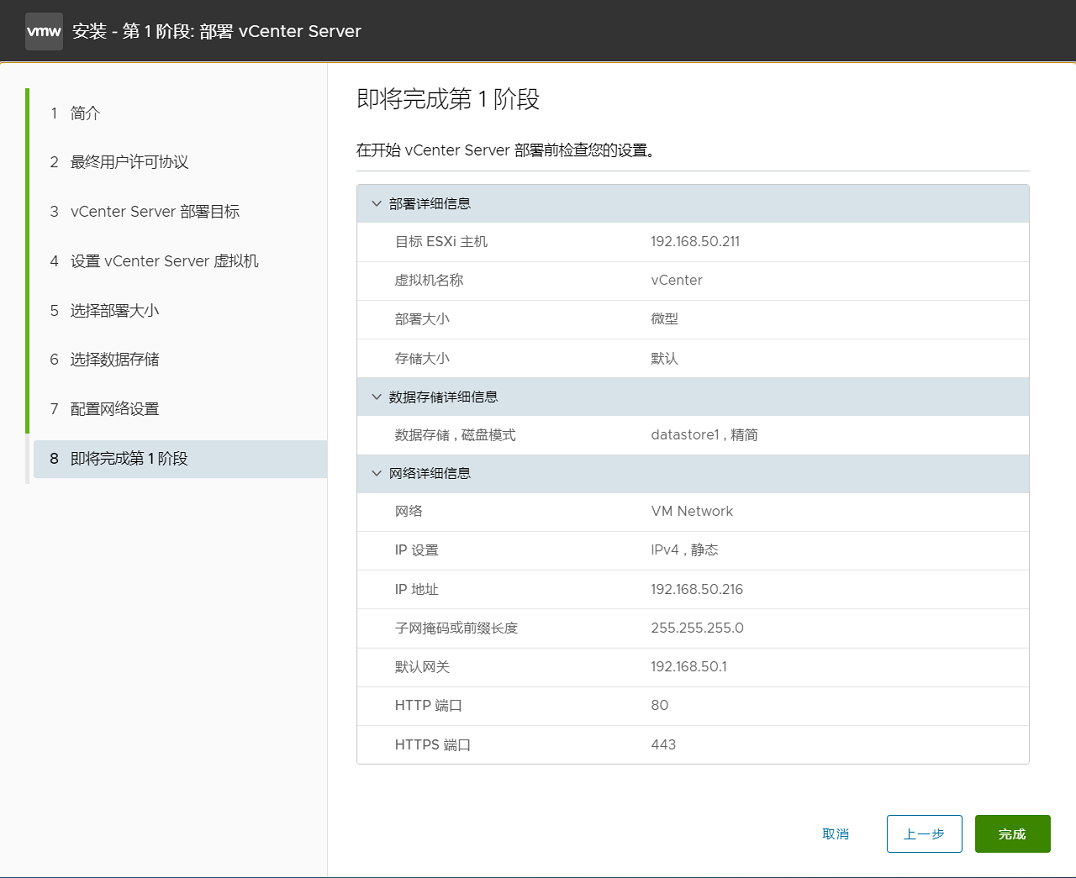 vmw 安装 - 第 1 阶段: 部署 vCenter Server
1 简介
2 最终用户许可协议
3 vCenter Server 部署目标
4 设置 vCenter Server 虚拟机
5 选择部署大小
6 选择数据存储
7 配置网络设置
8 即将完成第 1 阶段
即将完成第 1 阶段
在开始 vCenter Server 部署前检查您的设置。
部署详细信息
目标 ESXi 主机 192.168.50.211
虚拟机名称 vCenter
部署大小 微型
存储大小 默认
数据存储详细信息
数据存储 , 磁盘模式 datastore1 , 精简
网络详细信息
网络 VM Network
IP 设置 IPv4 , 静态
IP 地址 192.168.50.216
子网掩码或前缀长度 255.255.255.0
默认网关 192.168.50.1
HTTP 端口 80
HTTPS 端口 443
取消 上一步 完成